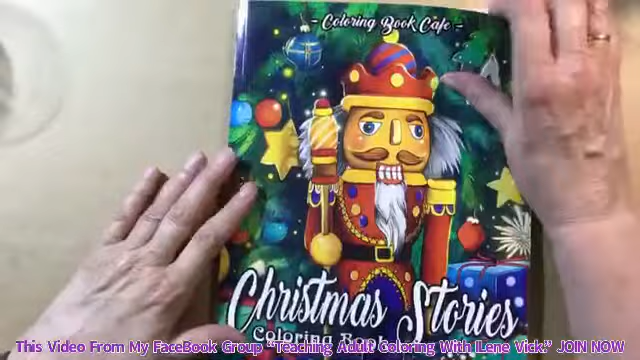 - Coloring Book Cafe -
Christmas Stories
Coloring Book
This Video From My FaceBook Group "Teaching Adult Coloring With ILene Vick" JOIN NOW